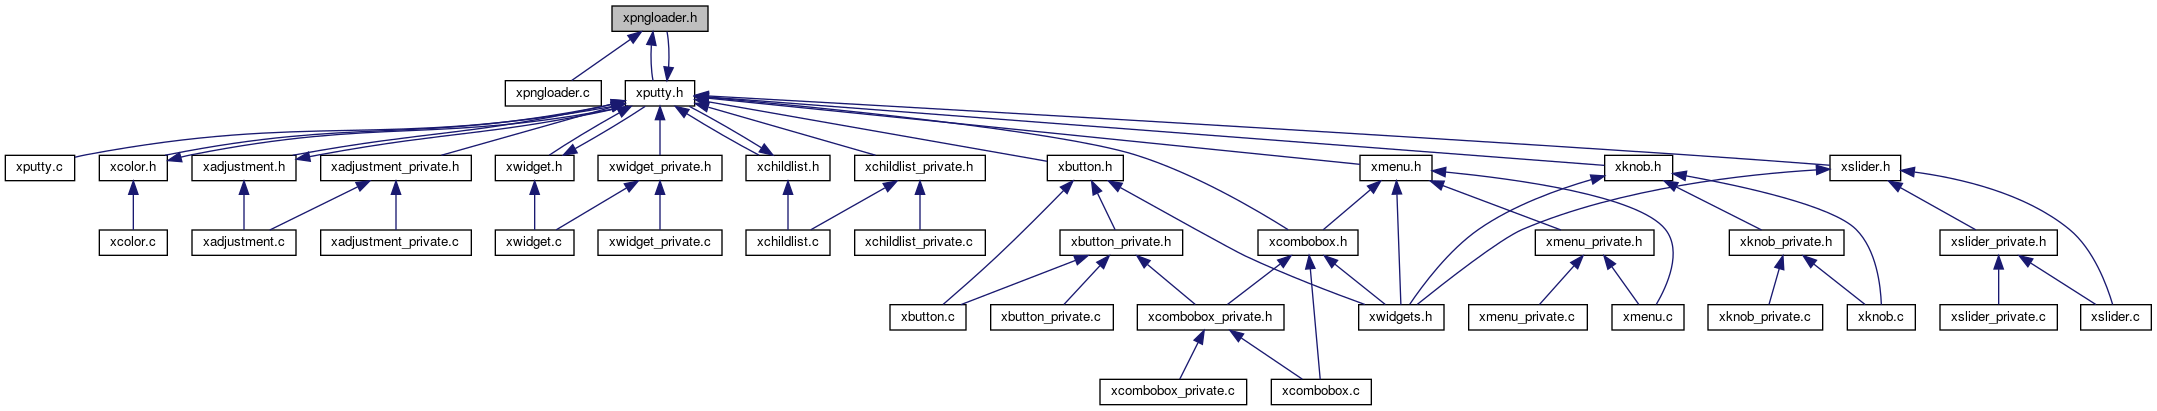 xpngloader.h
xpngloader.c
xputty.h
xputty.c
xcolor.h
xadjustment.h
xadjustment_private.h
xwidget.h
xwidget_private.h
xchildlist.h
xchildlist_private.h
xbutton.h
xmenu.h
xknob.h
xslider.h
xcolor.c
xadjustment.c
xadjustment_private.c
xwidget.c
xwidget_private.c
xchildlist.c
xchildlist_private.c
xbutton_private.h
xcombobox.h
xmenu_private.h
xknob_private.h
xslider_private.h
xbutton.c
xbutton_private.c
xcombobox_private.h
xwidgets.h
xmenu_private.c
xmenu.c
xknob_private.c
xknob.c
xslider_private.c
xslider.c
xcombobox_private.c
xcombobox.c